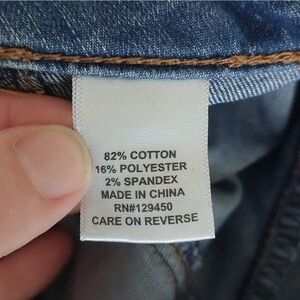 82% COTTON
16% POLYESTER
2% SPANDEX
MADE IN CHINA
RN#129450
CARE ON REVERSE